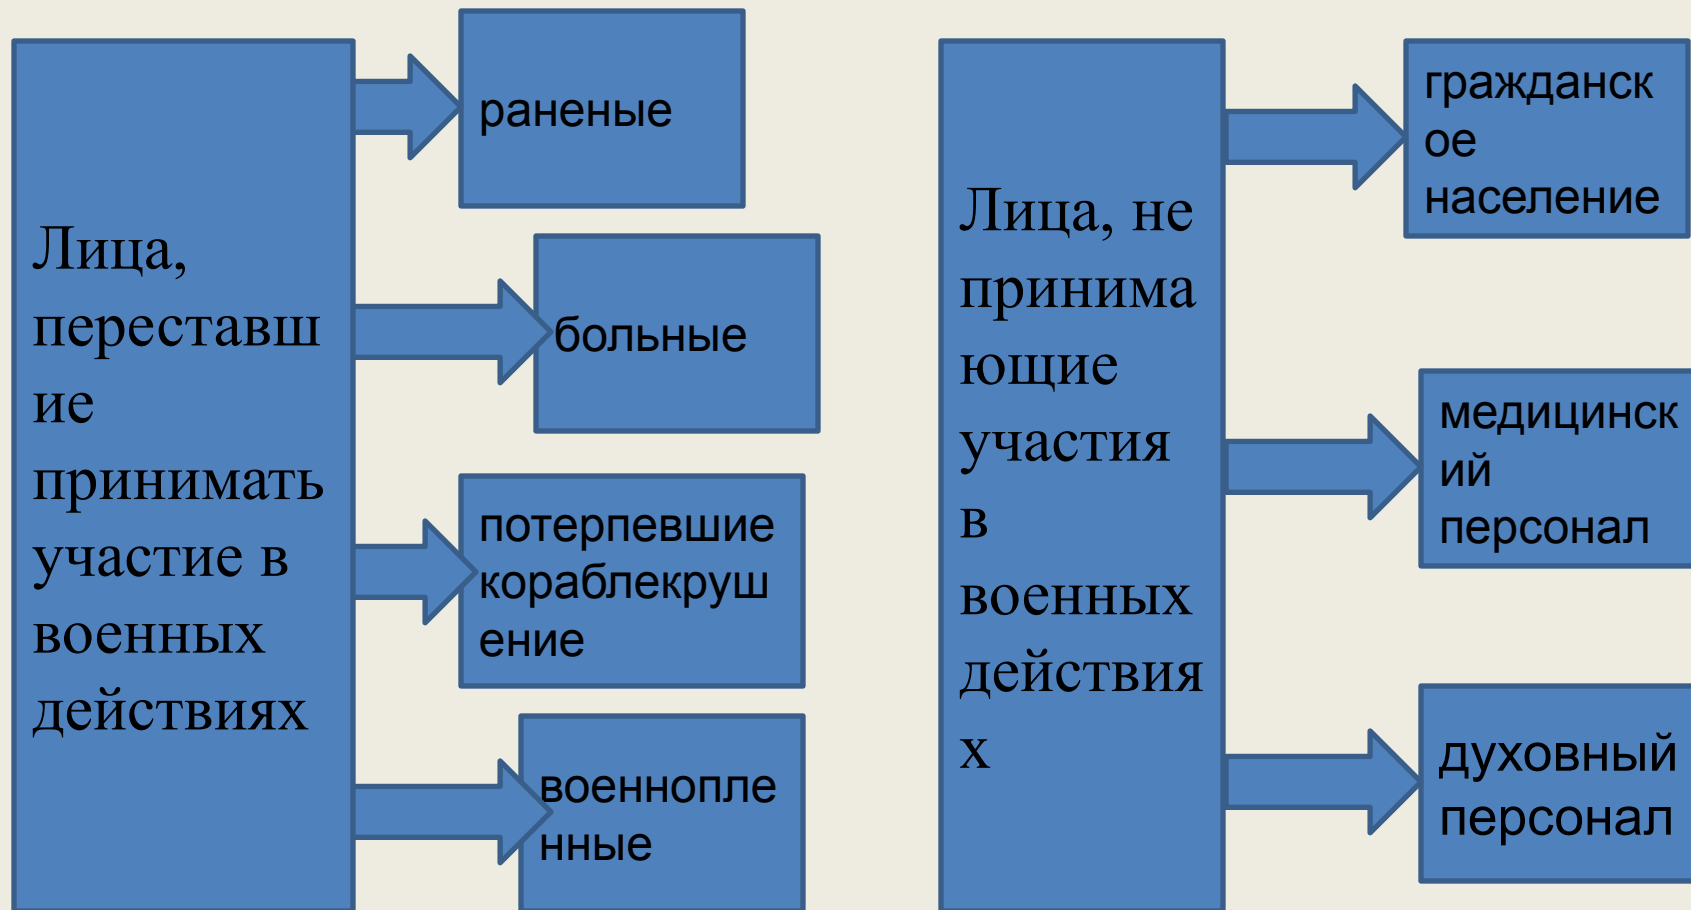 Лица,
переставш
ие
принимать
участие в
военных
действиях
раненые
больные
потерпевшие
кораблекруш
ение
военнопле
нные
Лица, не
принима
ющие
участия
в
военных
действия
х
гражданск
ое
население
медицинск
ий
персонал
духовный
персонал